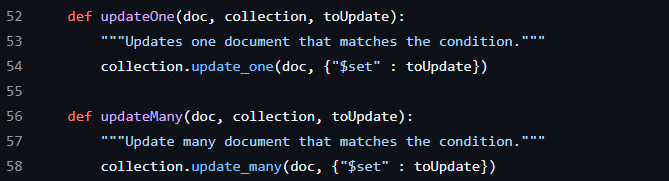 52 def updateOne(doc, collection, toUpdate):
53 """Updates one document that matches the condition."""
54 collection.update_one(doc, {"$set" : toUpdate})
55
56 def updateMany(doc, collection, toUpdate):
57 """Update many document that matches the condition."""
58 collection.update_many(doc, {"$set" : toUpdate})